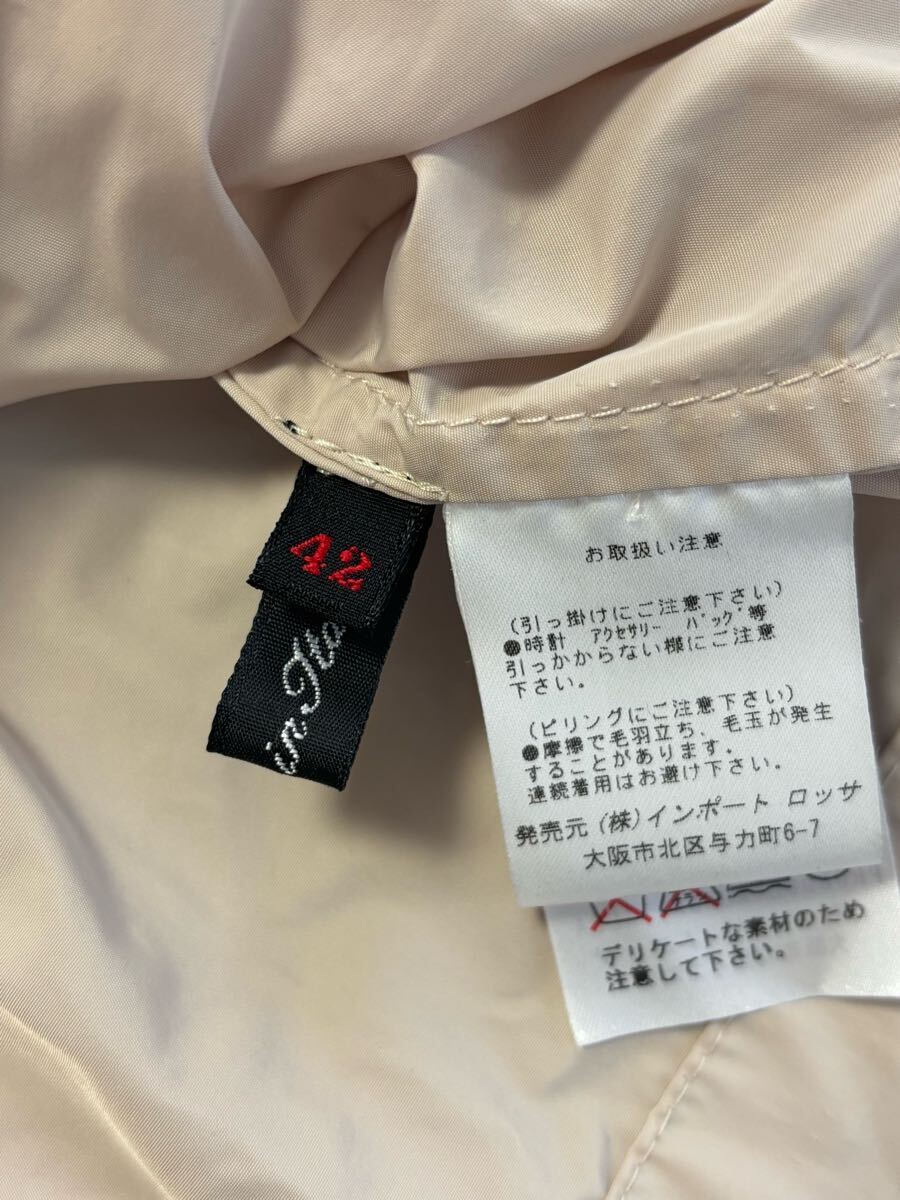 42
お取扱い注意
(引っ掛けにご注意下さい)
●時計 アクセサリー バッグ等
引っかからない様にご注意
下さい。
(ピリングにご注意下さい)
●摩擦で毛羽立ち、毛玉が発生
することがあります。
連続着用はお避け下さい。
発売元 (株)インポート ロッサ
大阪市北区与力町6-7
デリケートな素材のため
注意して下さい。